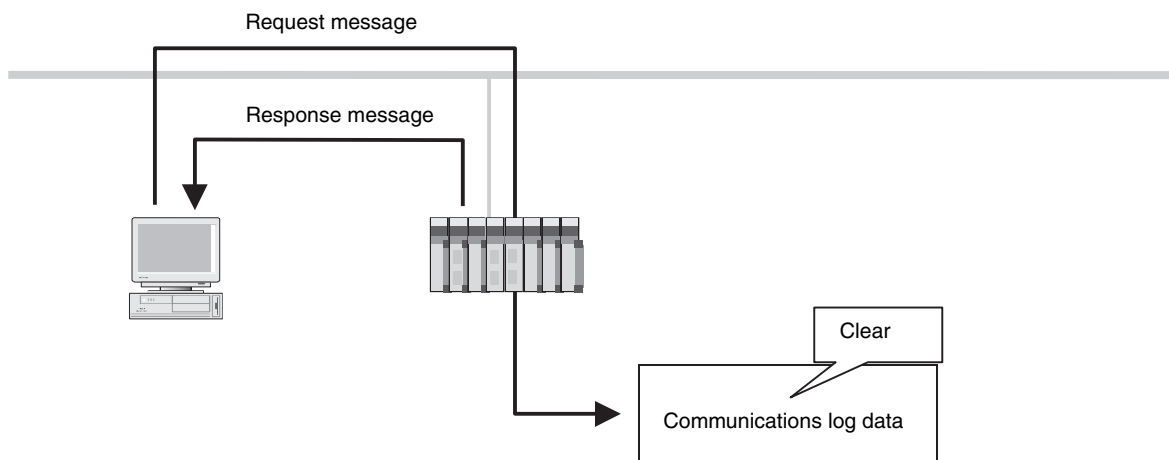 Request message
Response message
Clear
Communications log data